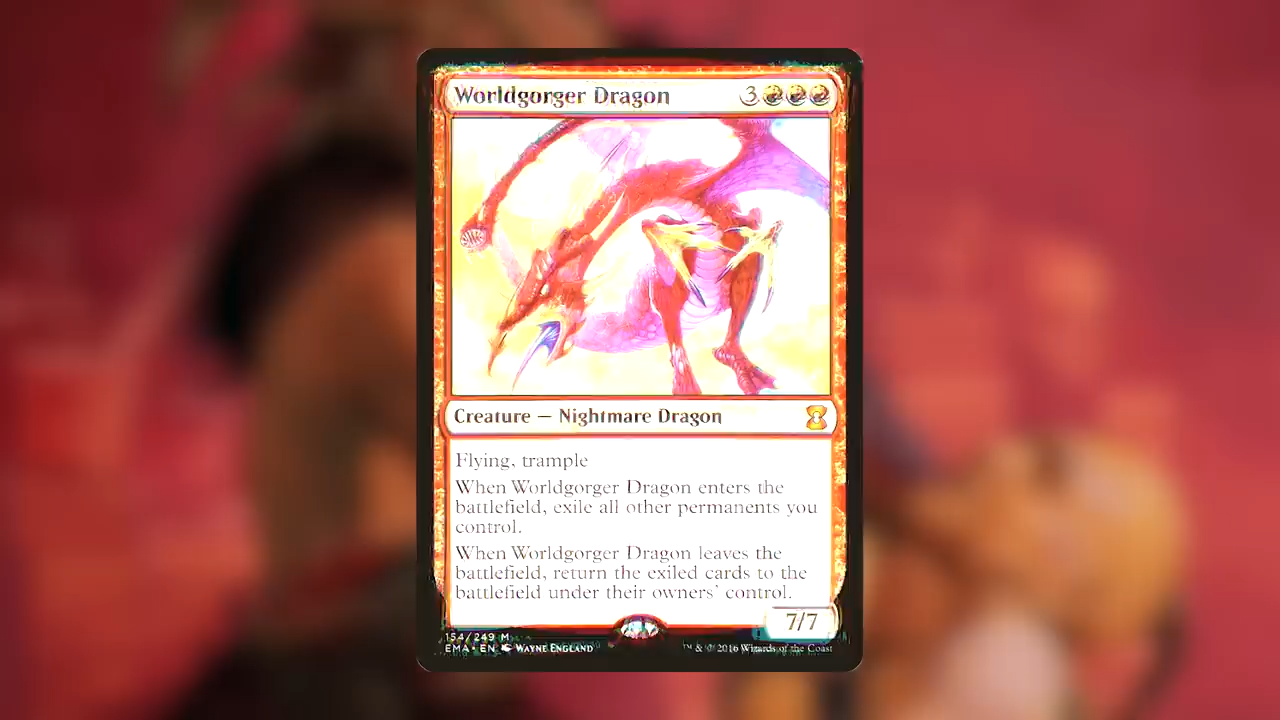 Worldgorger Dragon 3
Creature — Nightmare Dragon
Flying, trample
When Worldgorger Dragon enters the
battlefield, exile all other permanents you
control.
When Worldgorger Dragon leaves the
battlefield, return the exiled cards to the
battlefield under their owners' control.
7/7
154/249 M
EMA • EN Wayne England
™ & © 2016 Wizards of the Coast